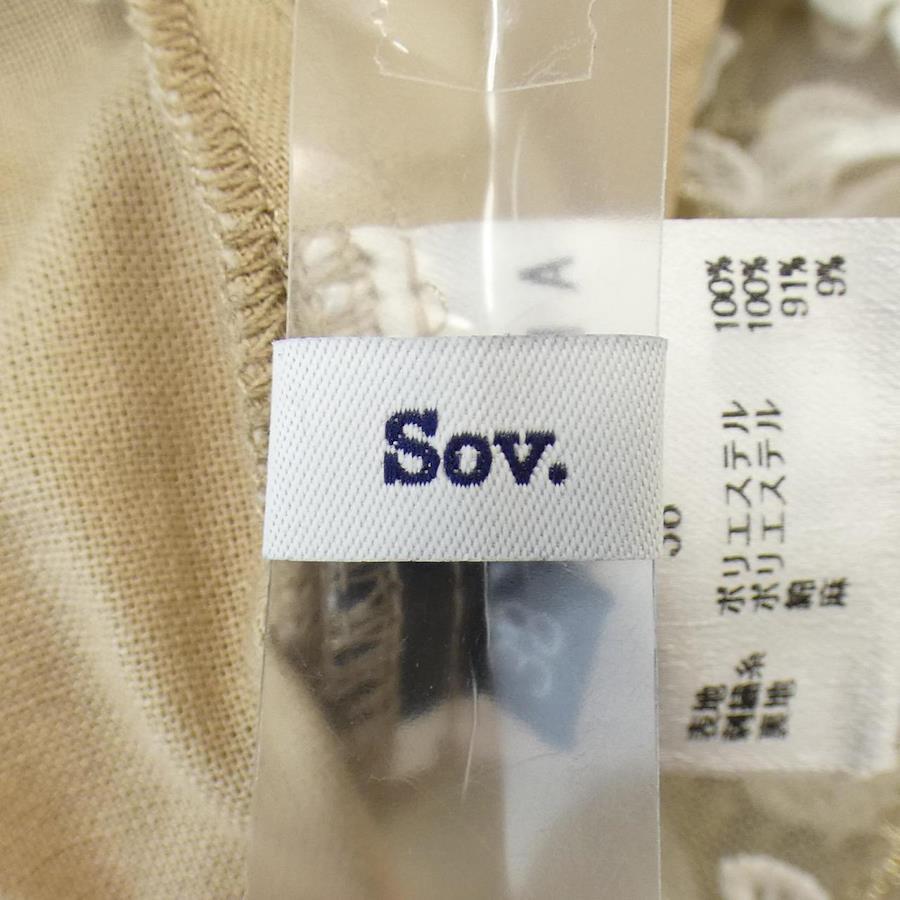 Sov.
38
表地 ポリエステル 100%
刺繍糸 ポリエステル 100%
裏地 綿 91%
麻 9%